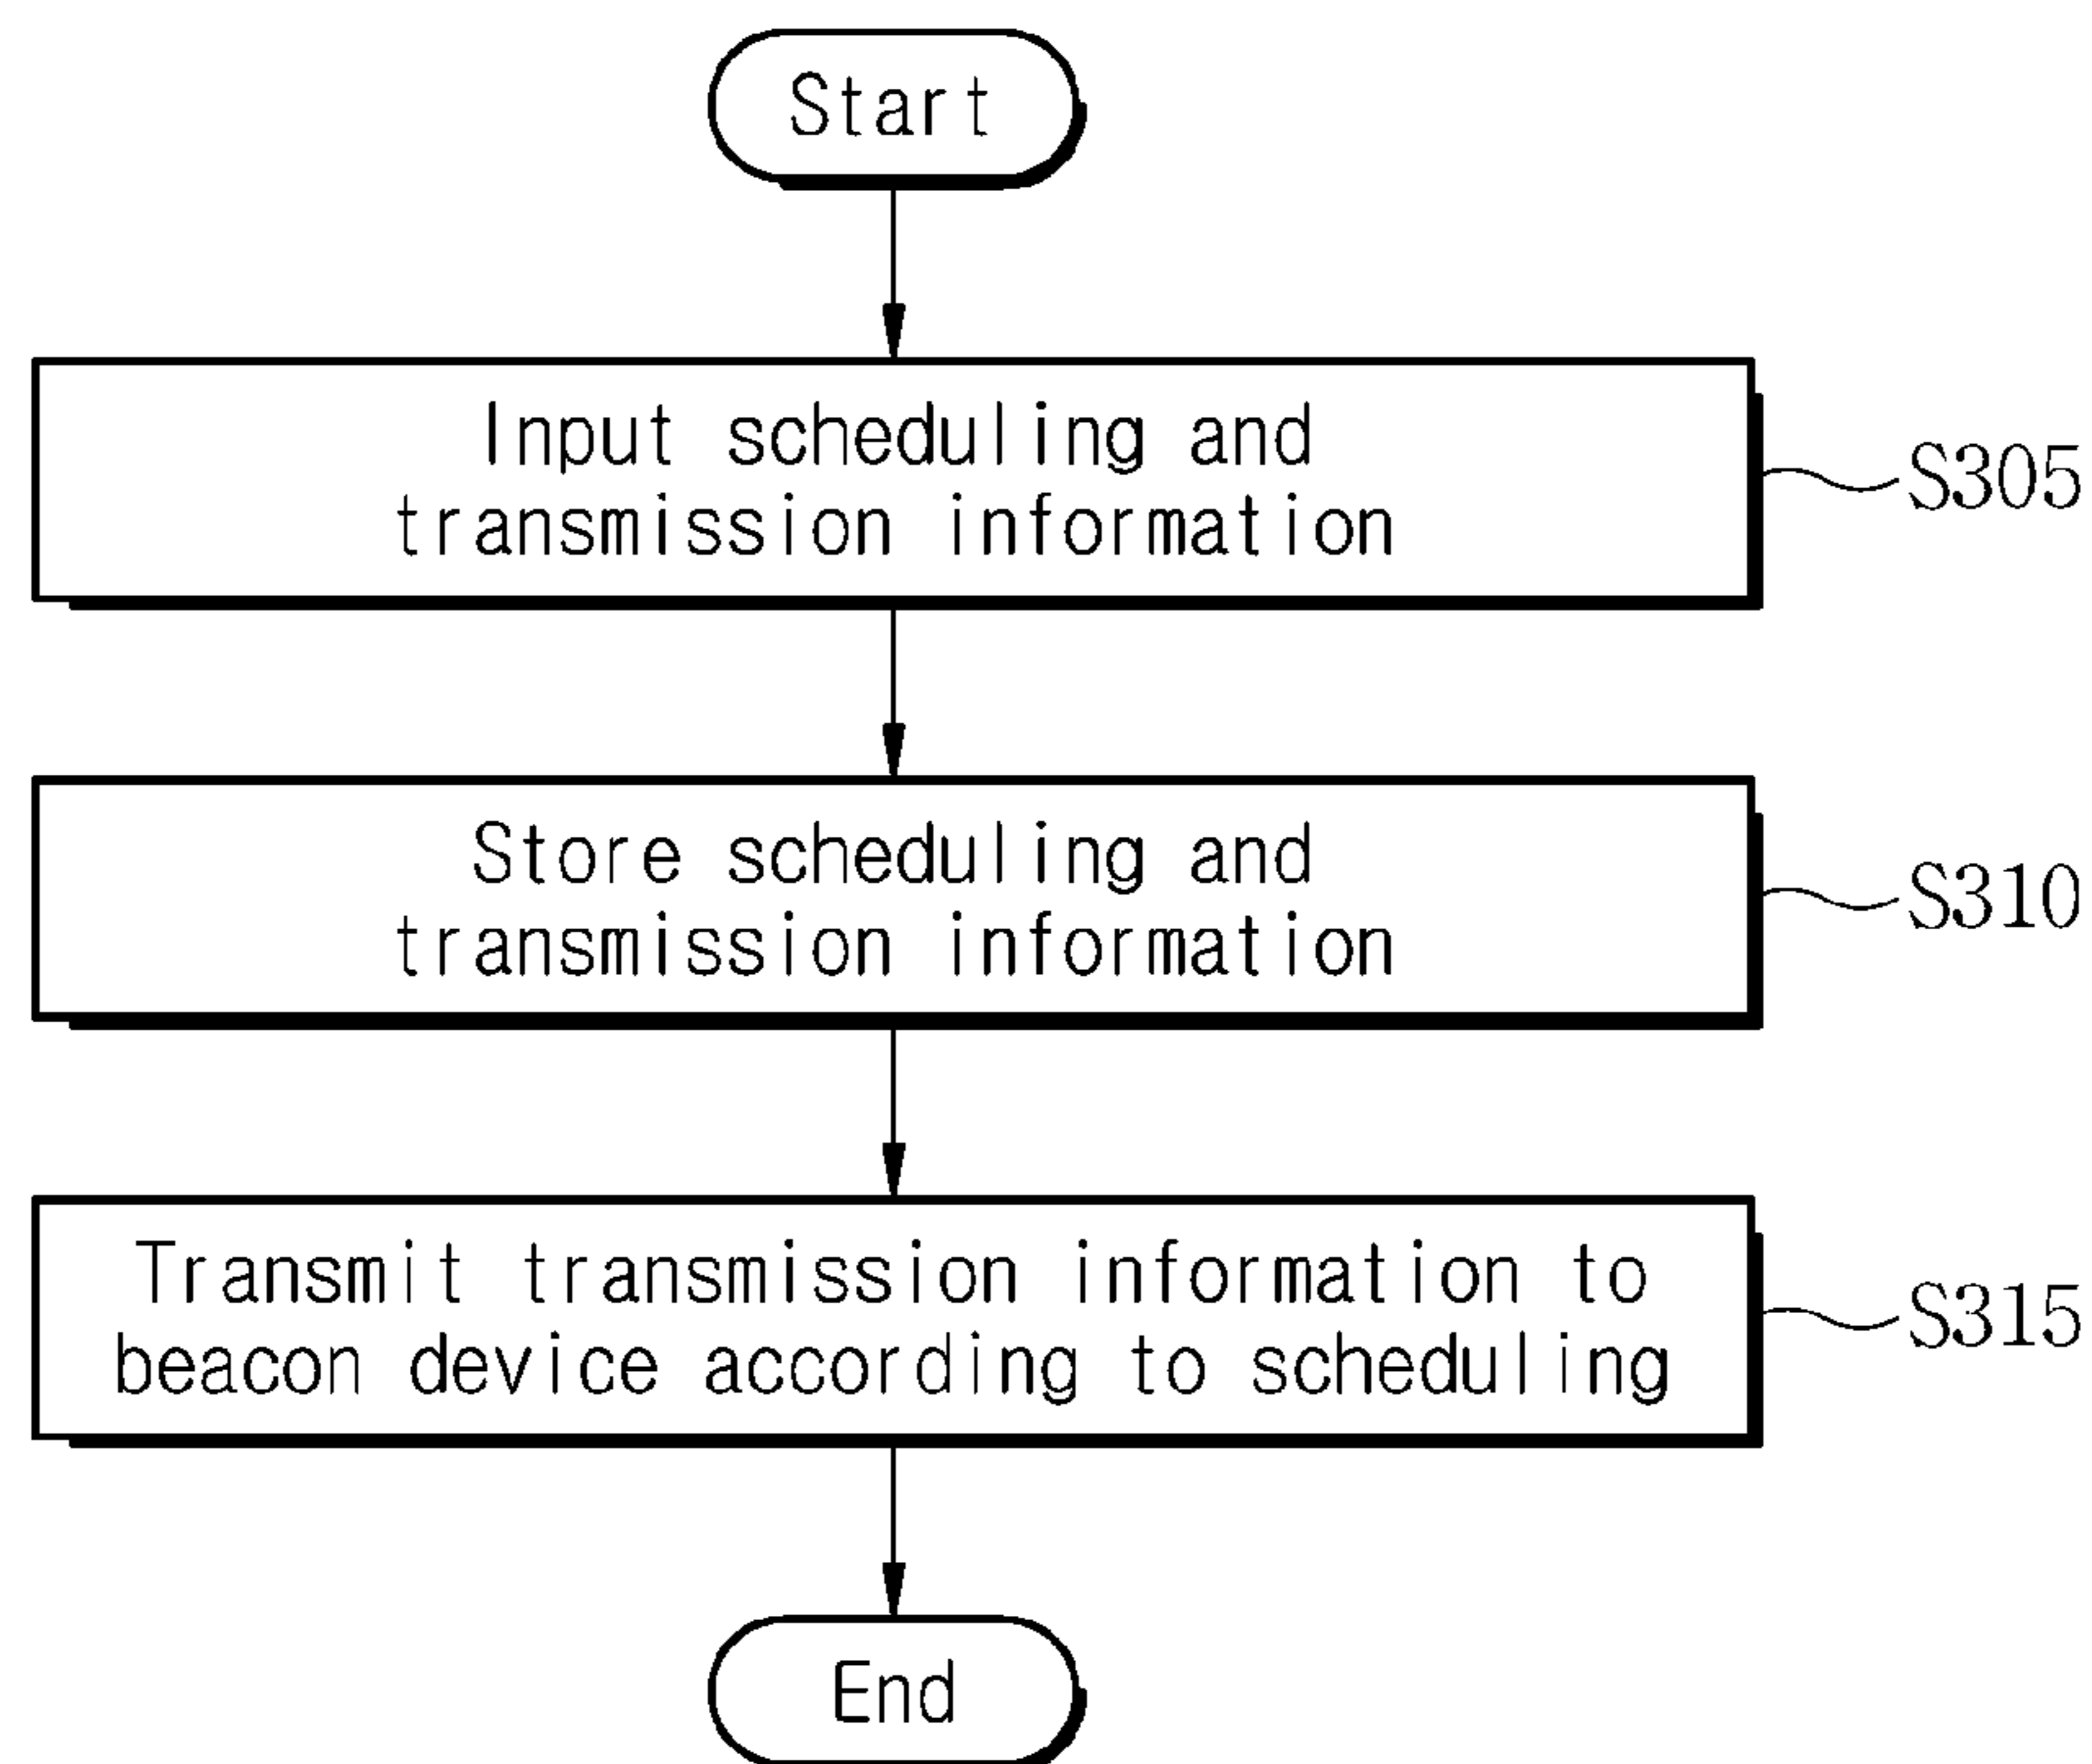 Start
Input scheduling and
transmission information
S305
Store scheduling and
transmission information
S310
Transmit transmission information to
beacon device according to scheduling
S315
End